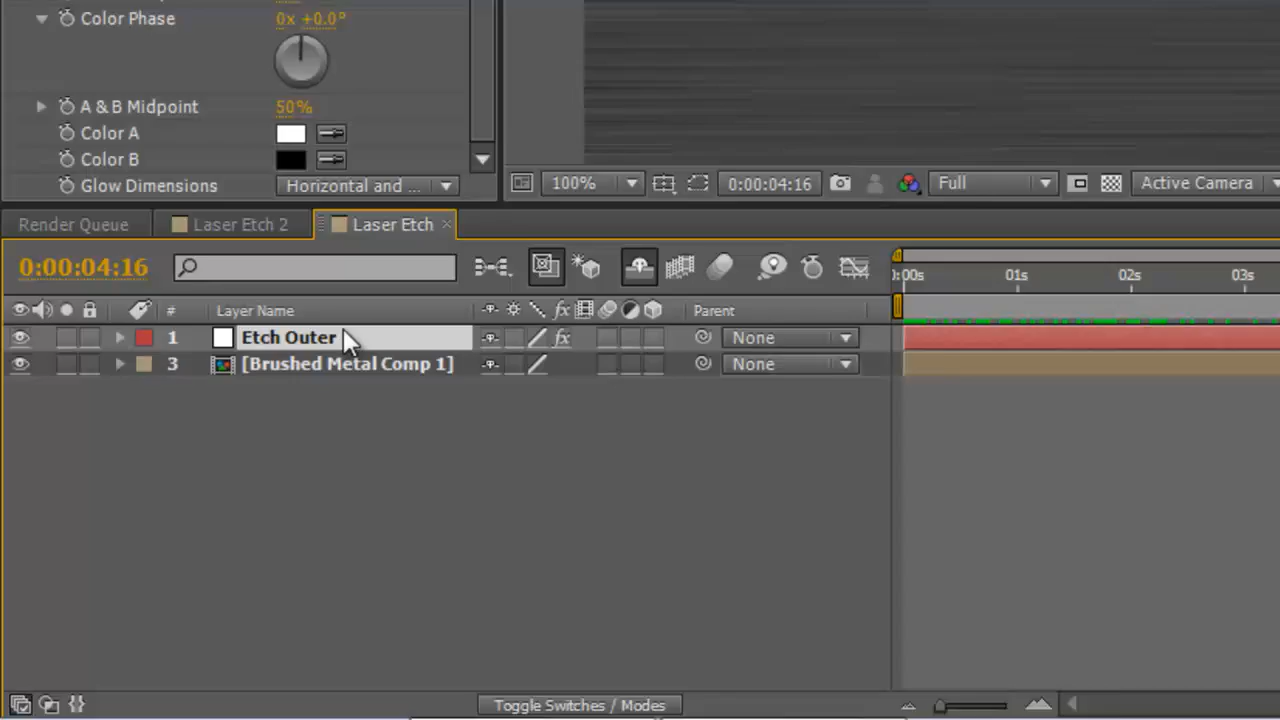 Color Phase 0x +0.0°
A & B Midpoint 50%
Color A
Color B
Glow Dimensions Horizontal and ...
100% 0:00:04:16 Full Active Camera
Render Queue Laser Etch 2 Laser Etch ×
0:00:04:16 :00s 01s 02s 03s
# Layer Name fx Parent
1 Etch Outer fx None
3 [Brushed Metal Comp 1] None
Toggle Switches / Modes